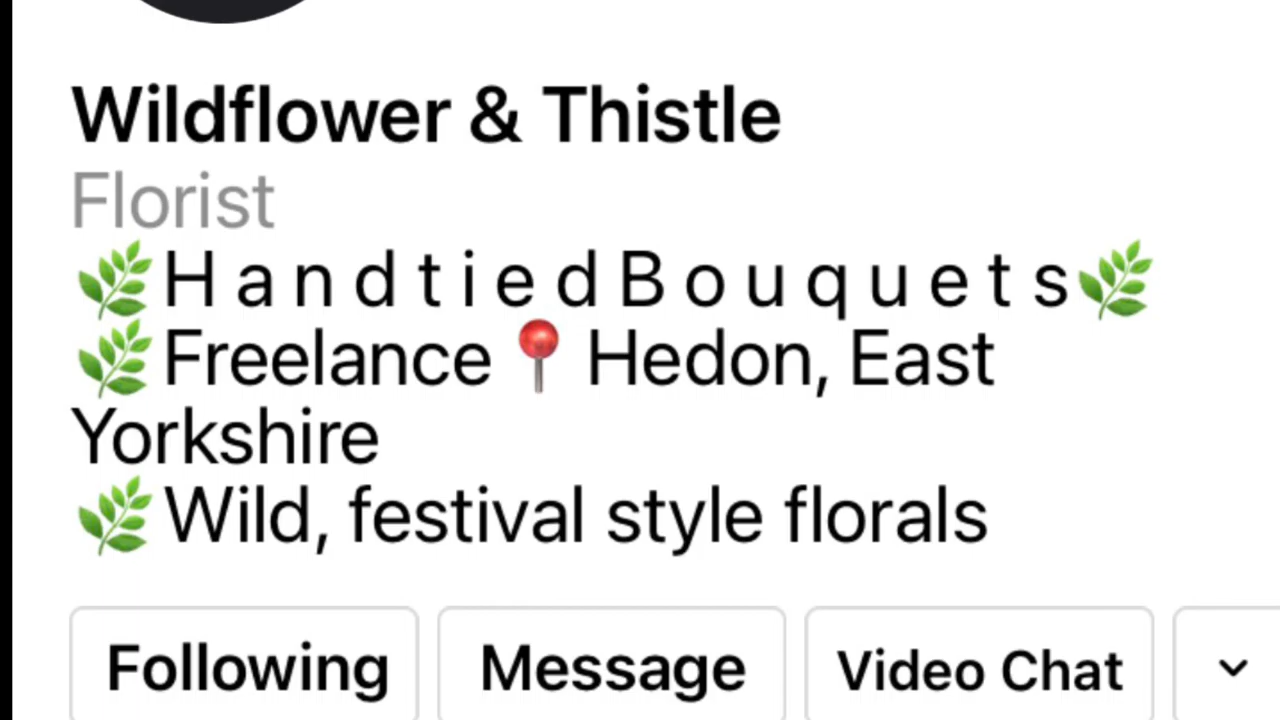 Wildflower & Thistle
Florist
🌿H a n d t i e d B o u q u e t s🌿
🌿Freelance📍Hedon, East
Yorkshire
🌿Wild, festival style florals
Following Message Video Chat